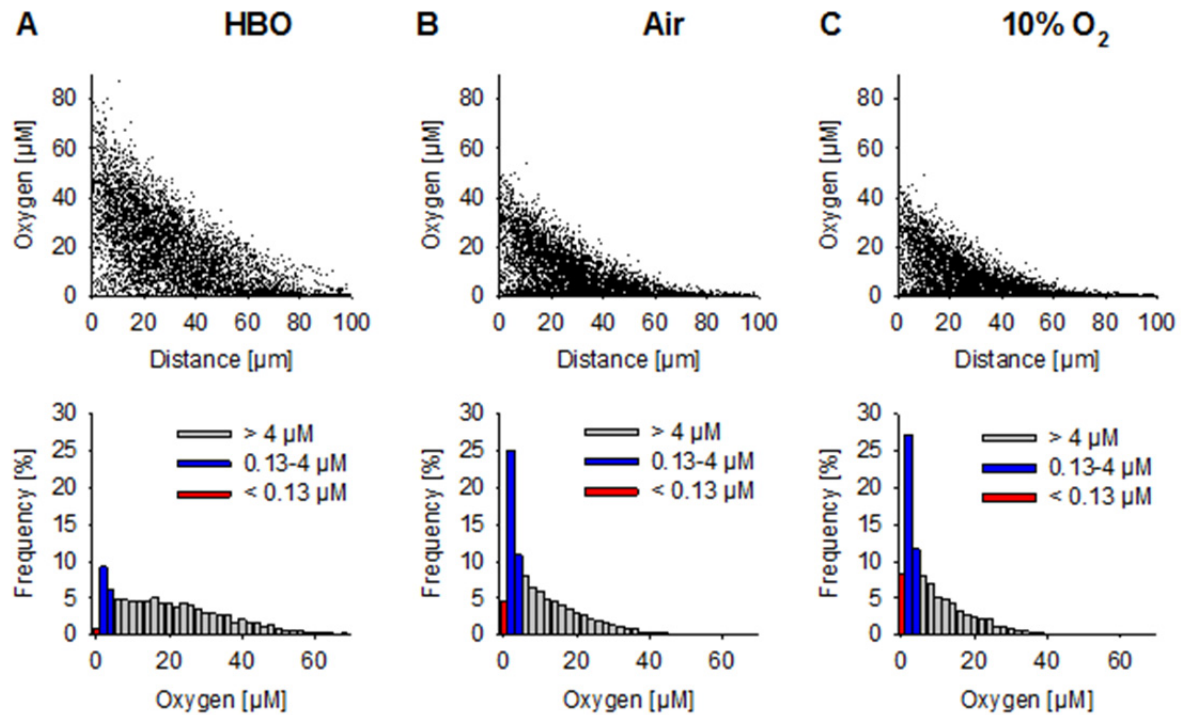 A HBO B Air C 10% O₂
Oxygen [µM]
80
60
40
20
0
0 20 40 60 80 100
Distance [µm]
Oxygen [µM]
80
60
40
20
0
0 20 40 60 80 100
Distance [µm]
Oxygen [µM]
80
60
40
20
0
0 20 40 60 80 100
Distance [µm]
Frequency [%]
30
25
20
15
10
5
0
> 4 µM
0.13-4 µM
< 0.13 µM
0 20 40 60
Oxygen [µM]
Frequency [%]
30
25
20
15
10
5
0
> 4 µM
0.13-4 µM
< 0.13 µM
0 20 40 60
Oxygen [µM]
Frequency [%]
30
25
20
15
10
5
0
> 4 µM
0.13-4 µM
< 0.13 µM
0 20 40 60
Oxygen [µM]